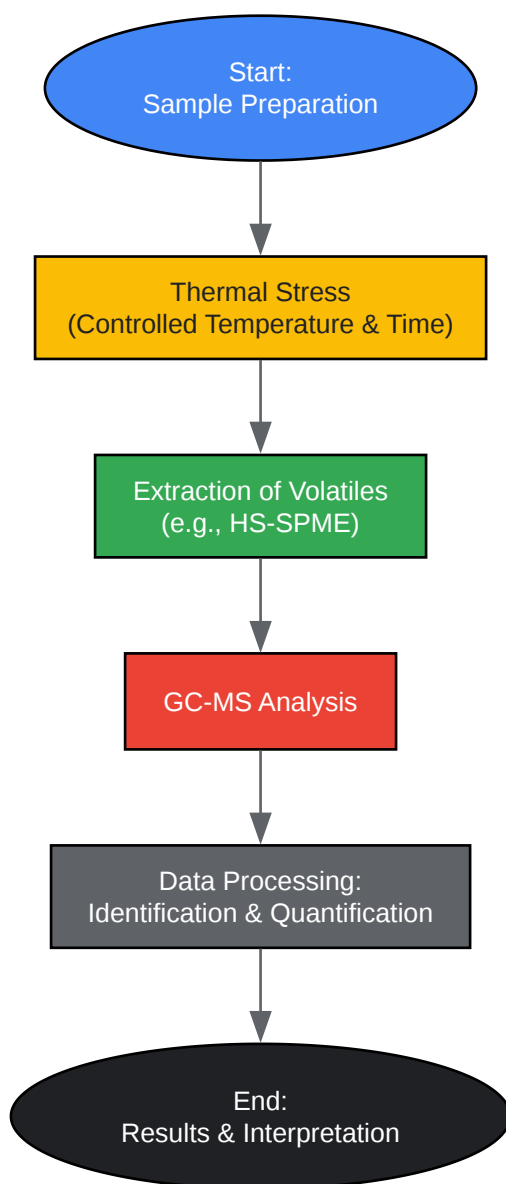 Start:
Sample Preparation
Thermal Stress
(Controlled Temperature & Time)
Extraction of Volatiles
(e.g., HS-SPME)
GC-MS Analysis
Data Processing:
Identification & Quantification
End:
Results & Interpretation